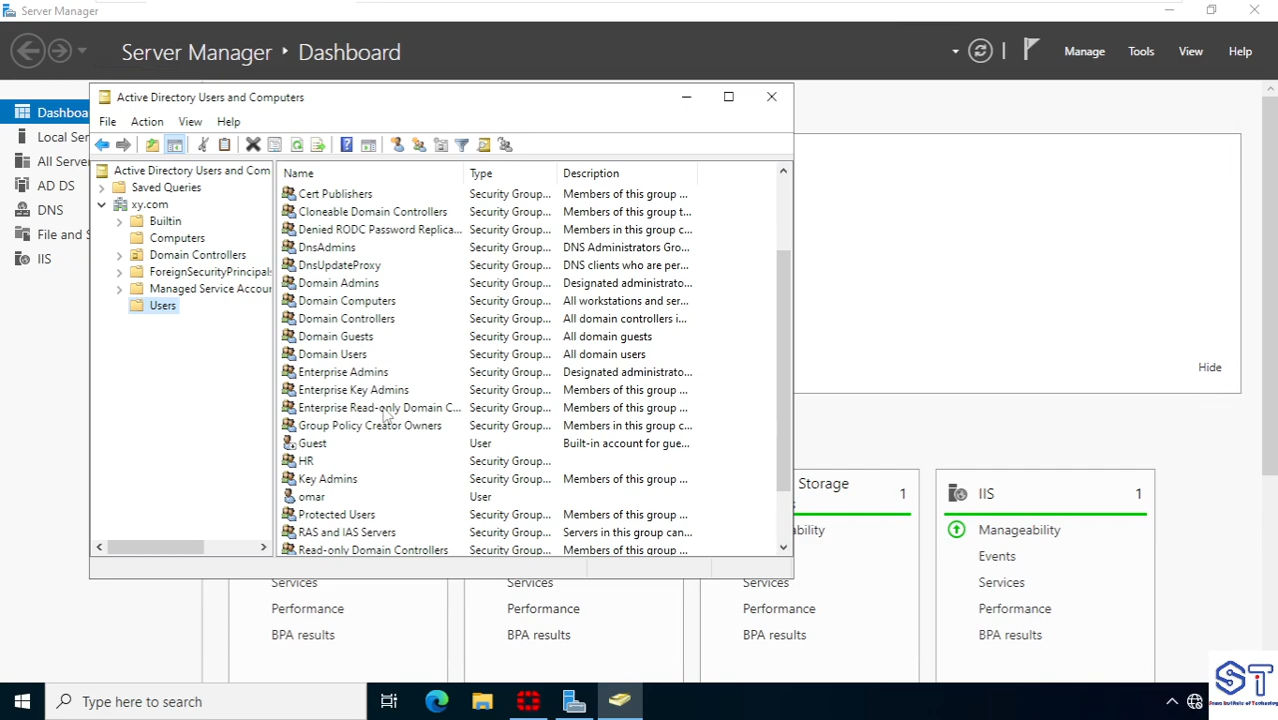 Server Manager
Server Manager
Dashboard
Manage
Tools
View
Help
Dashboa
Local Ser
All Server
AD DS
DNS
File and S
IIS
Active Directory Users and Computers
File
Action
View
Help
Active Directory Users and Com
Saved Queries
xy.com
Builtin
Computers
Domain Controllers
ForeignSecurityPrincipals
Managed Service Accou
Users
Name
Type
Description
Cert Publishers
Security Group...
Members of this group ...
Cloneable Domain Controllers
Security Group...
Members of this group t...
Denied RODC Password Replica...
Security Group...
Members in this group c...
DnsAdmins
Security Group...
DNS Administrators Gro...
DnsUpdateProxy
Security Group...
DNS clients who are per...
Domain Admins
Security Group...
Designated administrato...
Domain Computers
Security Group...
All workstations and ser...
Domain Controllers
Security Group...
All domain controllers i...
Domain Guests
Security Group...
All domain guests
Domain Users
Security Group...
All domain users
Enterprise Admins
Security Group...
Designated administrato...
Enterprise Key Admins
Security Group...
Members of this group ...
Enterprise Read-only Domain C...
Security Group...
Members of this group ...
Group Policy Creator Owners
Security Group...
Members in this group c...
Guest
User
Built-in account for gue...
HR
Security Group...
Key Admins
Security Group...
Members of this group ...
omar
User
Protected Users
Security Group...
Members of this group ...
RAS and IAS Servers
Security Group...
Servers in this group can...
Read-only Domain Controllers
Security Group...
Members of this group ...
Hide
Storage
1
IIS
1
bility
Manageability
Events
Services
Services
Services
Services
Performance
Performance
Performance
Performance
BPA results
BPA results
BPA results
BPA results
Type here to search